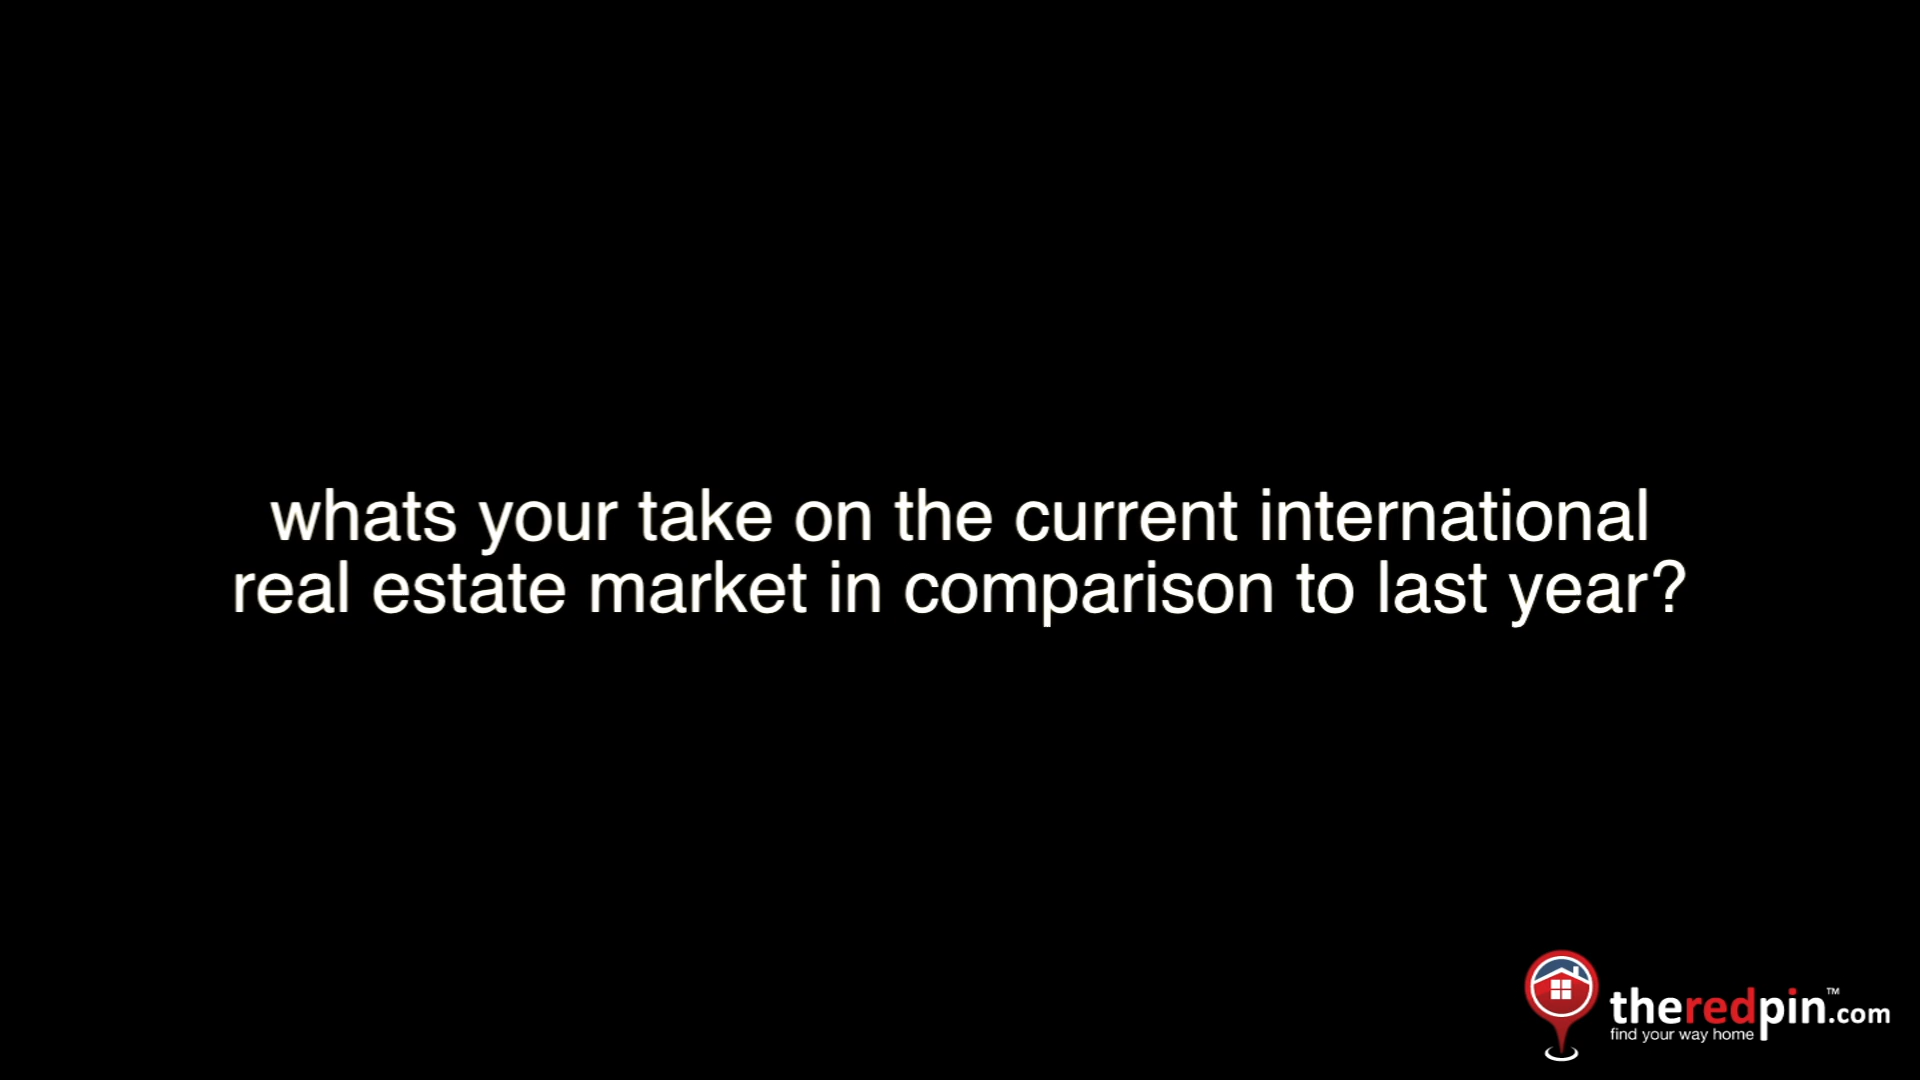 whats your take on the current international
real estate market in comparison to last year?
theredpin™.com
find your way home